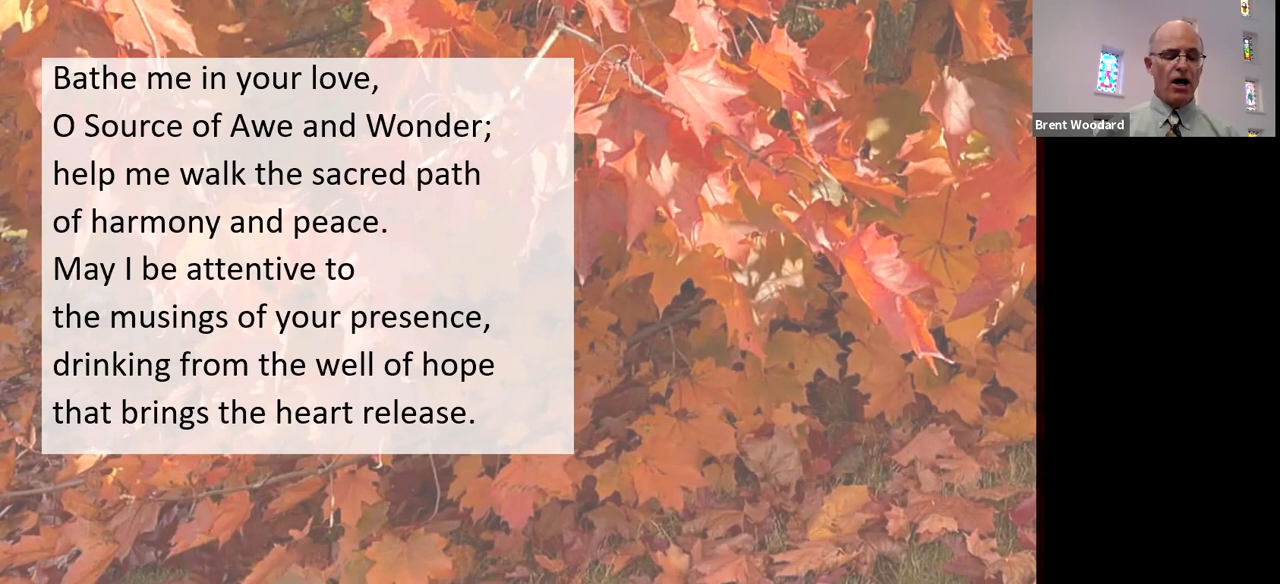 Bathe me in your love,
O Source of Awe and Wonder;
help me walk the sacred path
of harmony and peace.
May I be attentive to
the musings of your presence,
drinking from the well of hope
that brings the heart release.
Brent Woodard